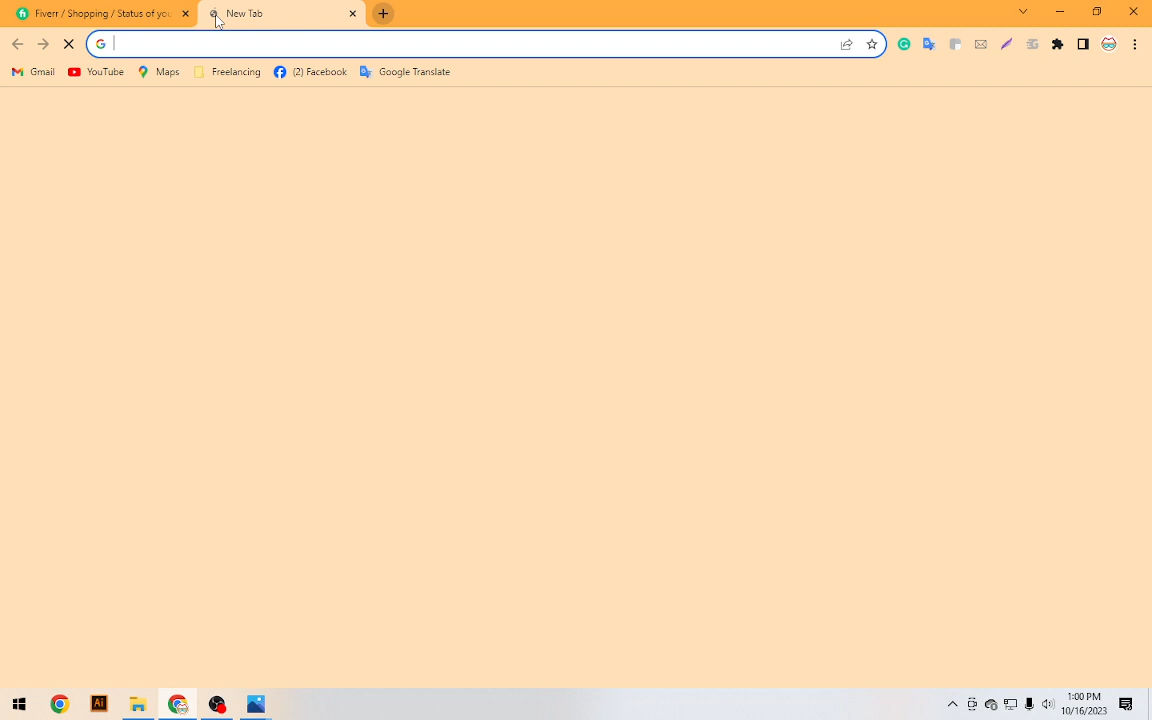 Fiverr / Shopping / Status of you
New Tab
Gmail
YouTube
Maps
Freelancing
(2) Facebook
Google Translate
Ai
1:00 PM
10/16/2023